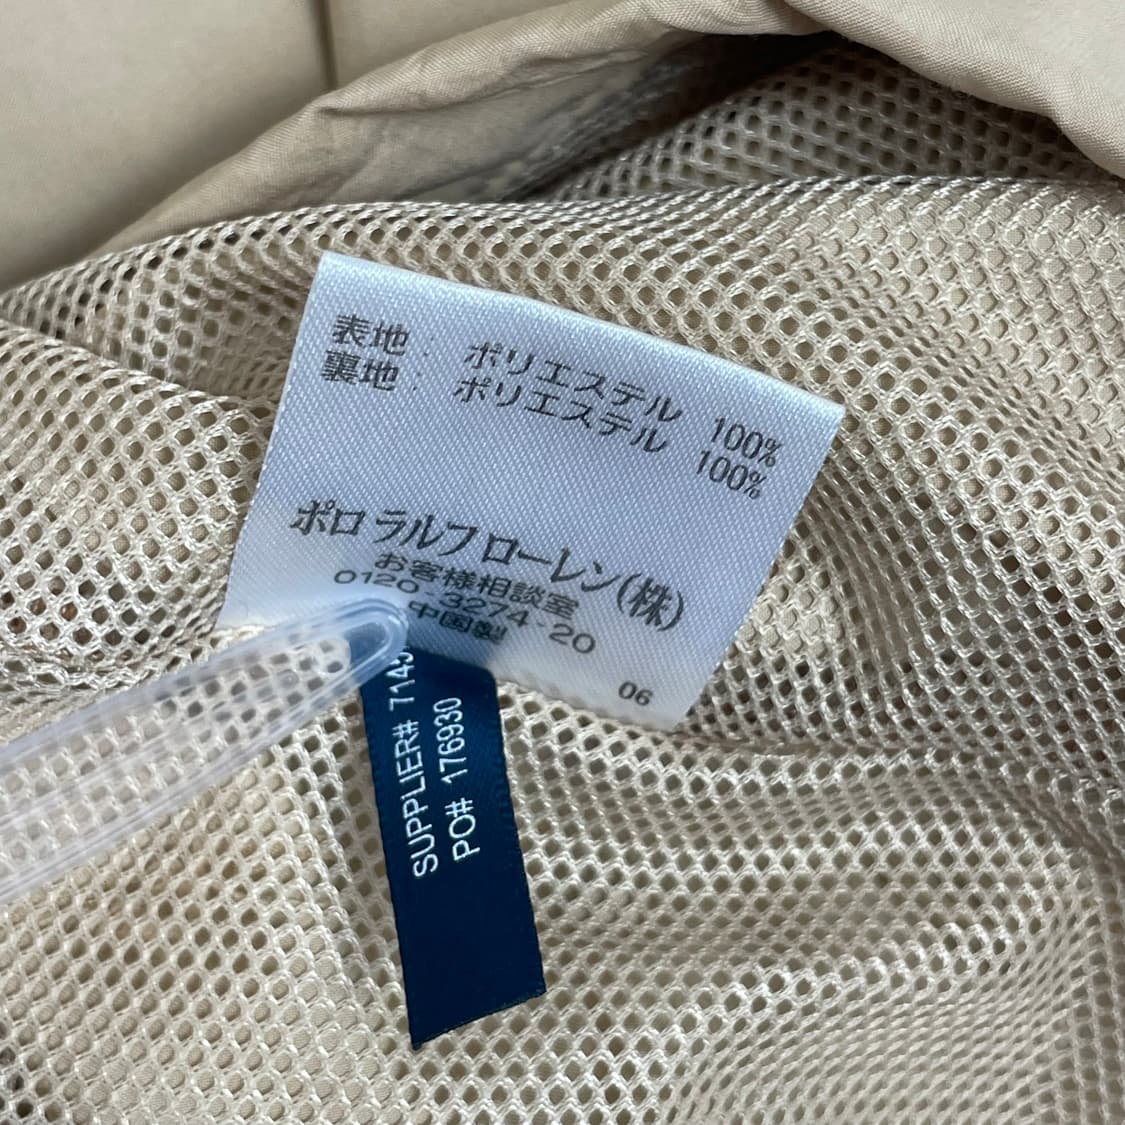 表地： ポリエステル 100%
裏地： ポリエステル 100%
ポロ ラルフ ローレン(株)
お客様相談室
0120-3274-20
中国製
06
SUPPLIER#
PO# 176930